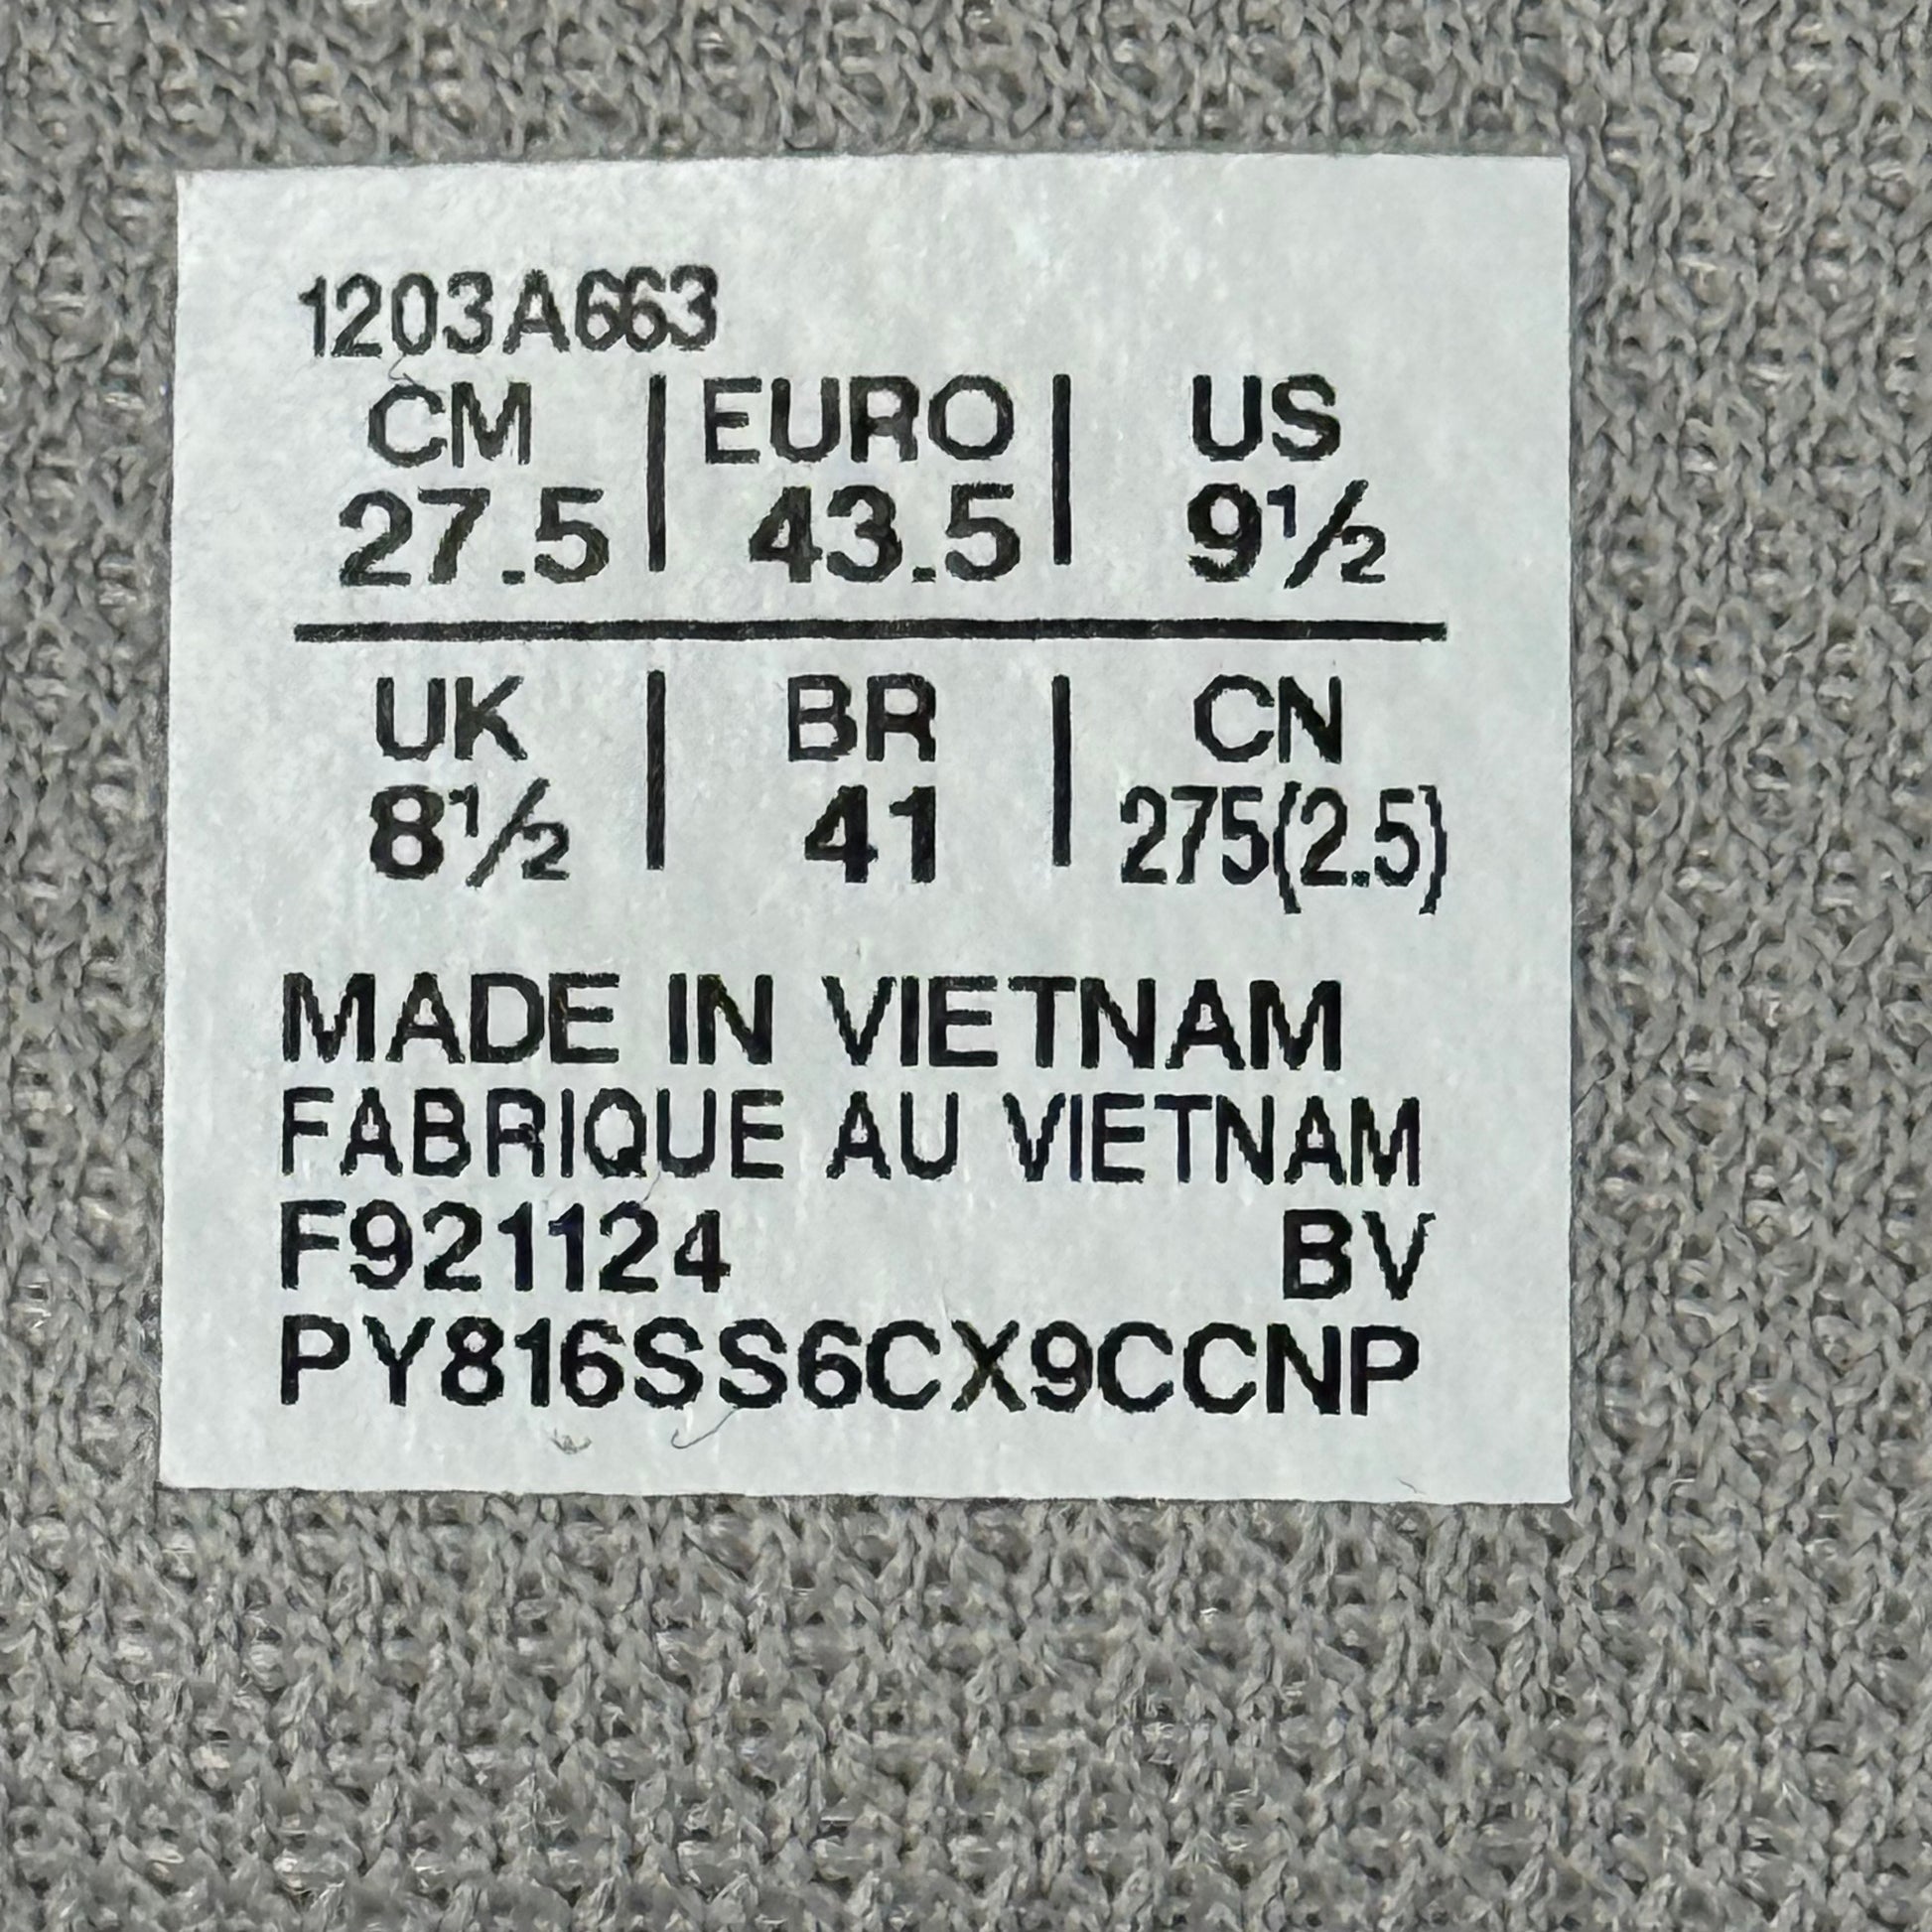 1203A663
CM | EURO | US
27.5 | 43.5 | 9½
UK | BR | CN
8½ | 41 | 275(2.5)
MADE IN VIETNAM
FABRIQUE AU VIETNAM
F921124 BV
PY816SS6CX9CCNP